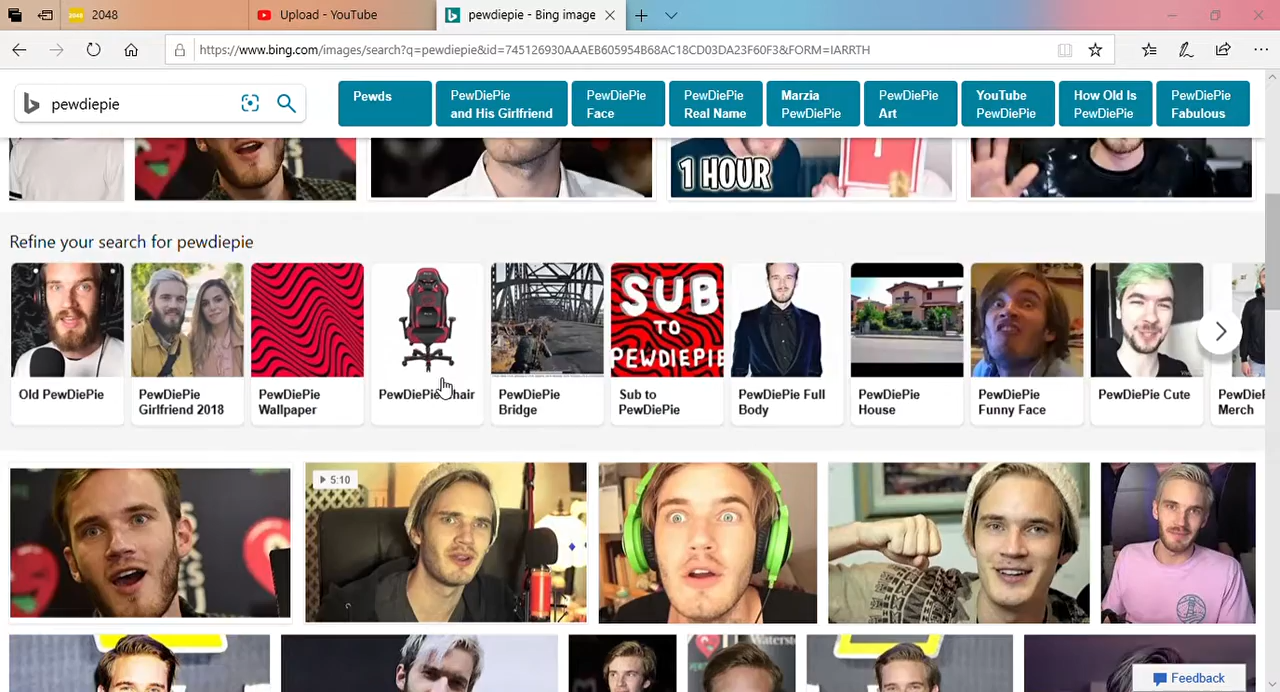 2048
2048
Upload - YouTube
pewdiepie - Bing image
https://www.bing.com/images/search?q=pewdiepie&id=745126930AAAEB605954B68AC18CD03DA23F60F3&FORM=IARRTH
pewdiepie
Pewds
PewDiePie
and His Girlfriend
PewDiePie
Face
PewDiePie
Real Name
Marzia
PewDiePie
PewDiePie
Art
YouTube
PewDiePie
How Old Is
PewDiePie
PewDiePie
Fabulous
1 HOUR
Refine your search for pewdiepie
SUB
TO
PEWDIEPIE
Old PewDiePie
PewDiePie
Girlfriend 2018
PewDiePie
Wallpaper
PewDiePie Chair
PewDiePie
Bridge
Sub to
PewDiePie
PewDiePie Full
Body
PewDiePie
House
PewDiePie
Funny Face
PewDiePie Cute
PewDiePie
Merch
5:10
Feedback